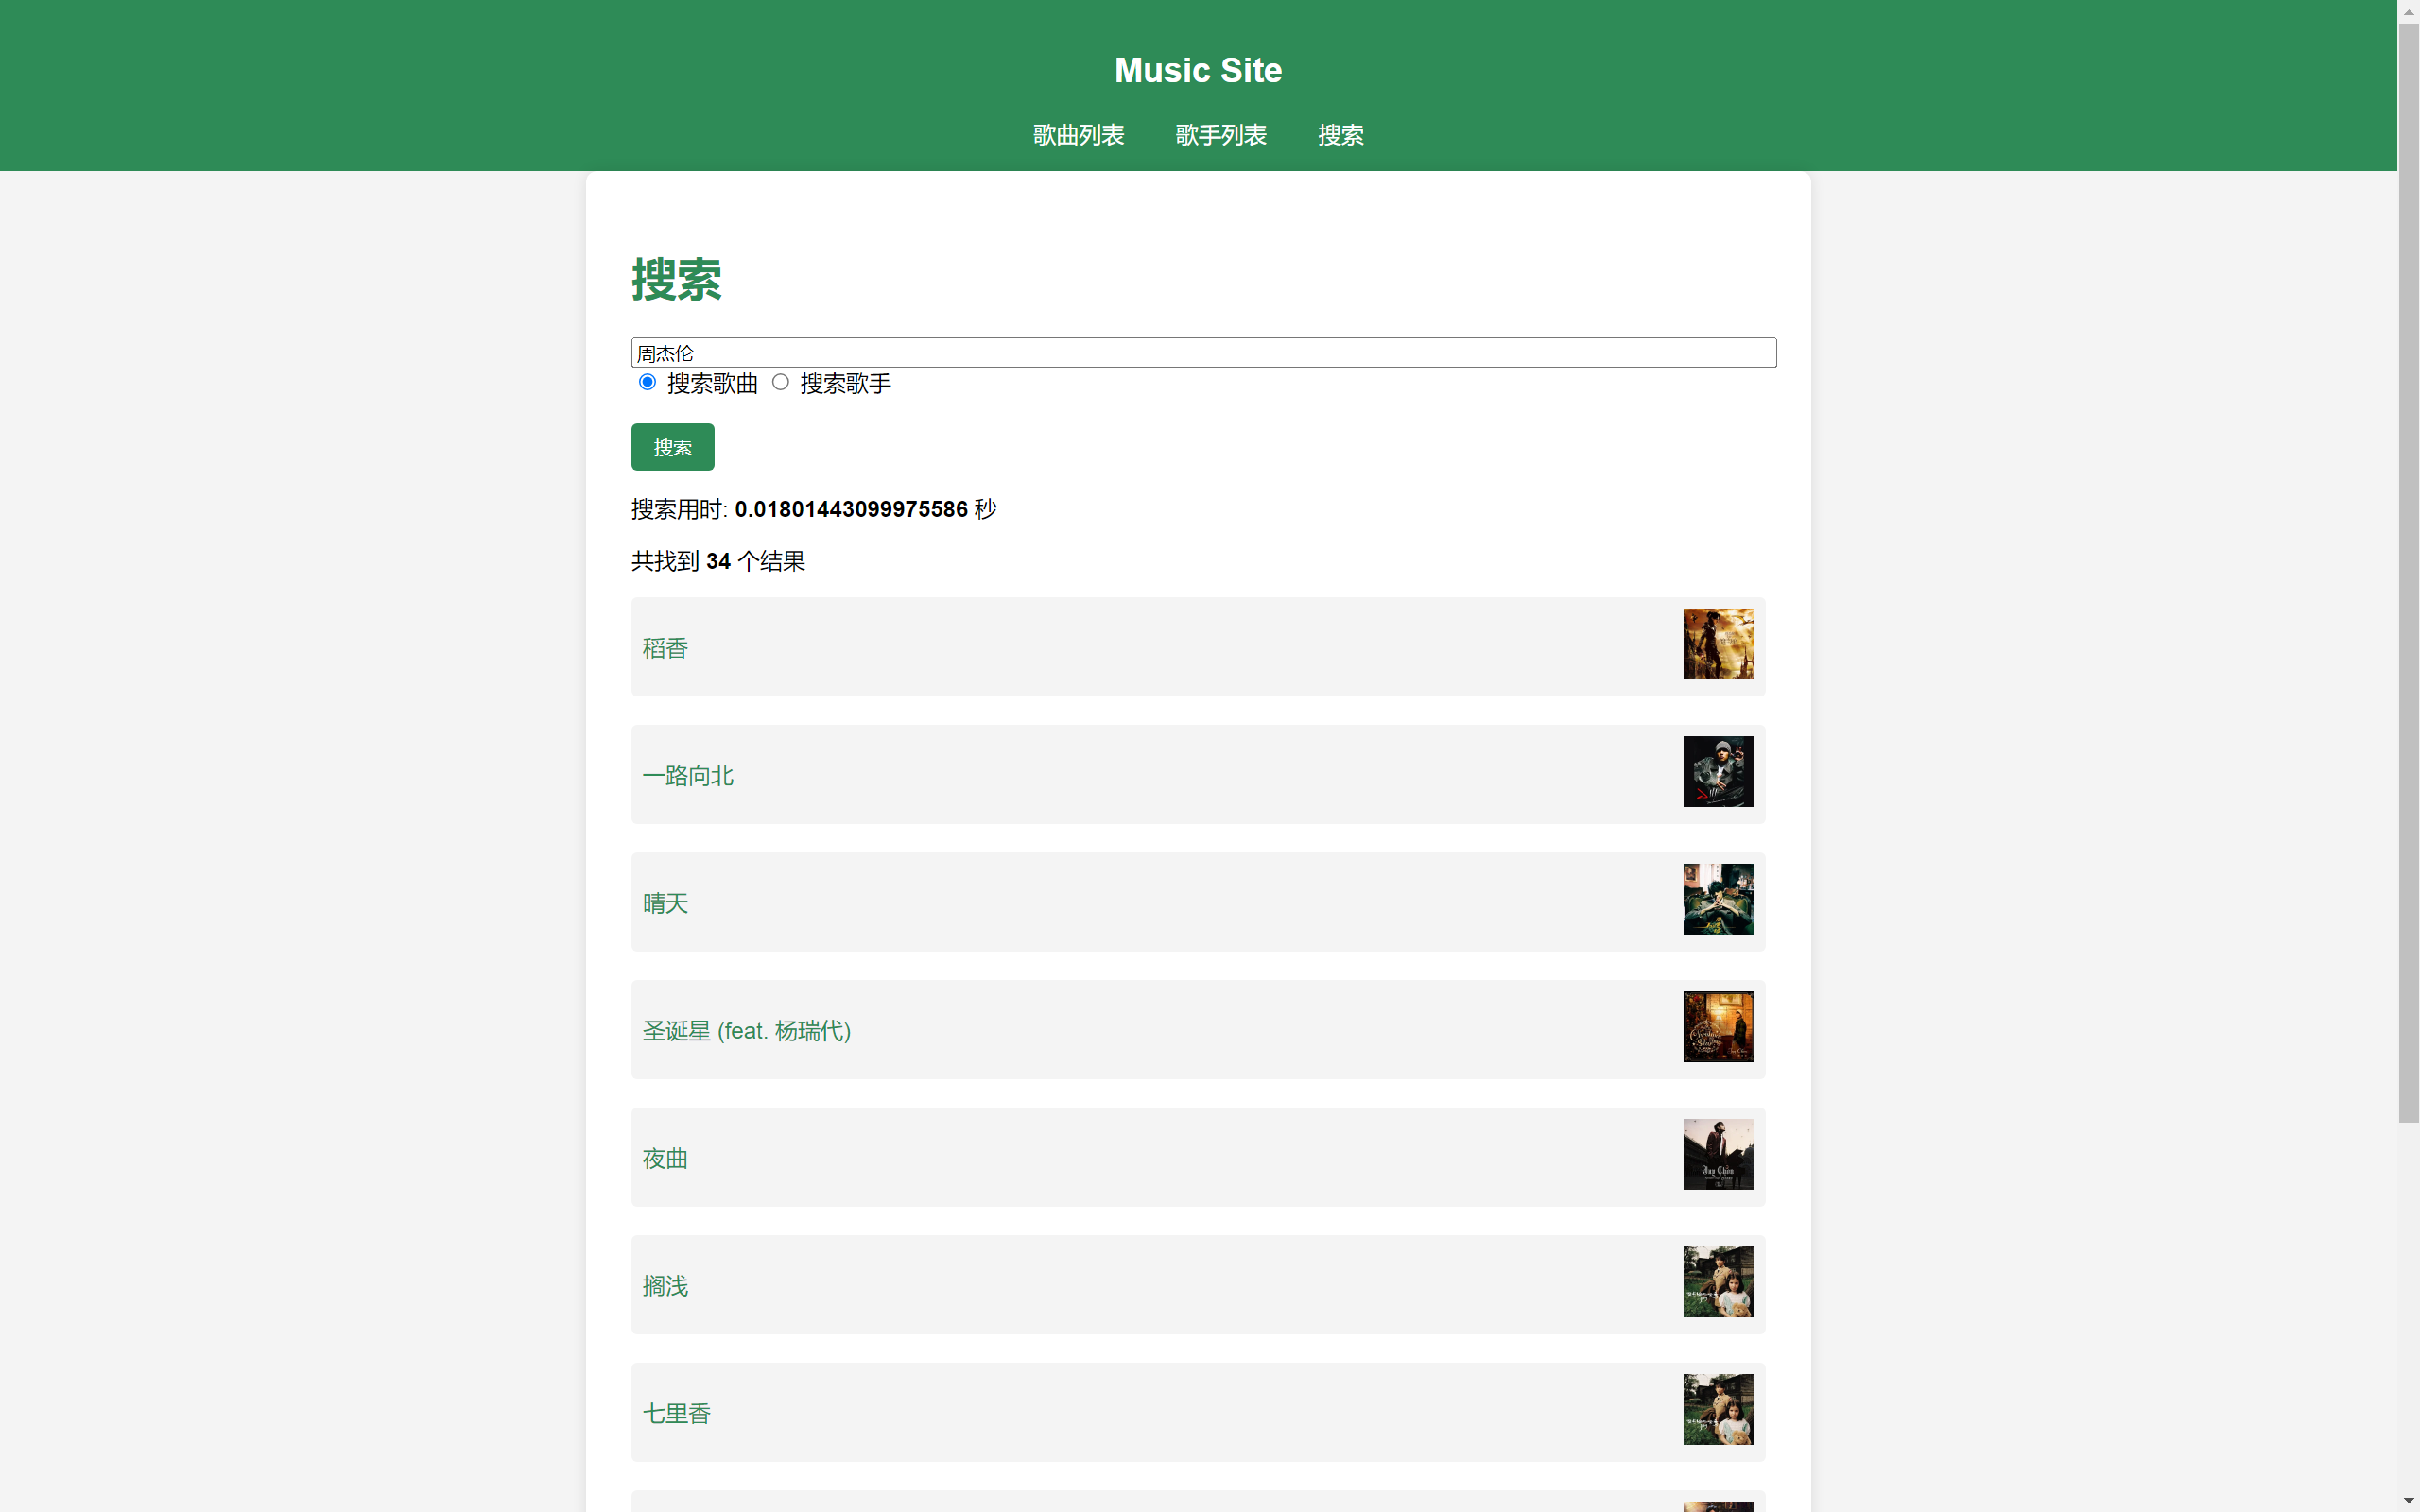 Music Site
歌曲列表 歌手列表 搜索
搜索
周杰伦
搜索歌曲 搜索歌手
搜索
搜索用时: 0.01801443099975586 秒
共找到 34 个结果
稻香
一路向北
晴天
圣诞星 (feat. 杨瑞代)
夜曲
Jay Chou
搁浅
七里香